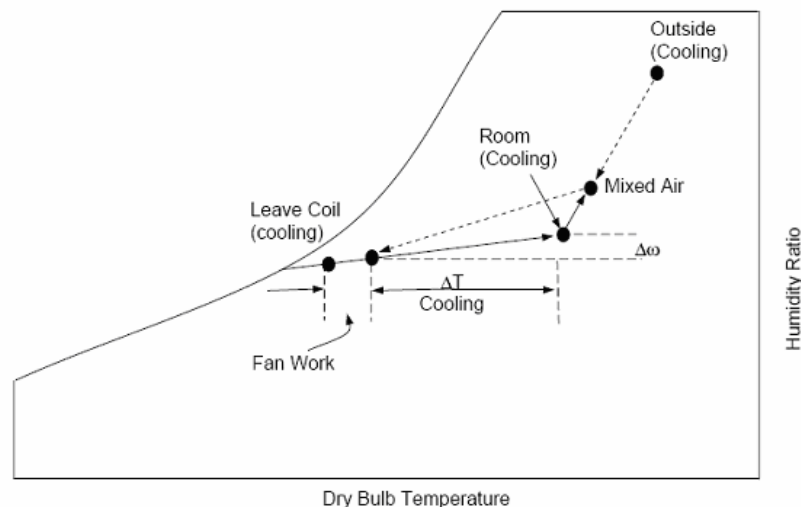 Outside
(Cooling)
Room
(Cooling)
Mixed Air
Leave Coil
(cooling)
Δω
ΔT
Cooling
Fan Work
Humidity Ratio
Dry Bulb Temperature